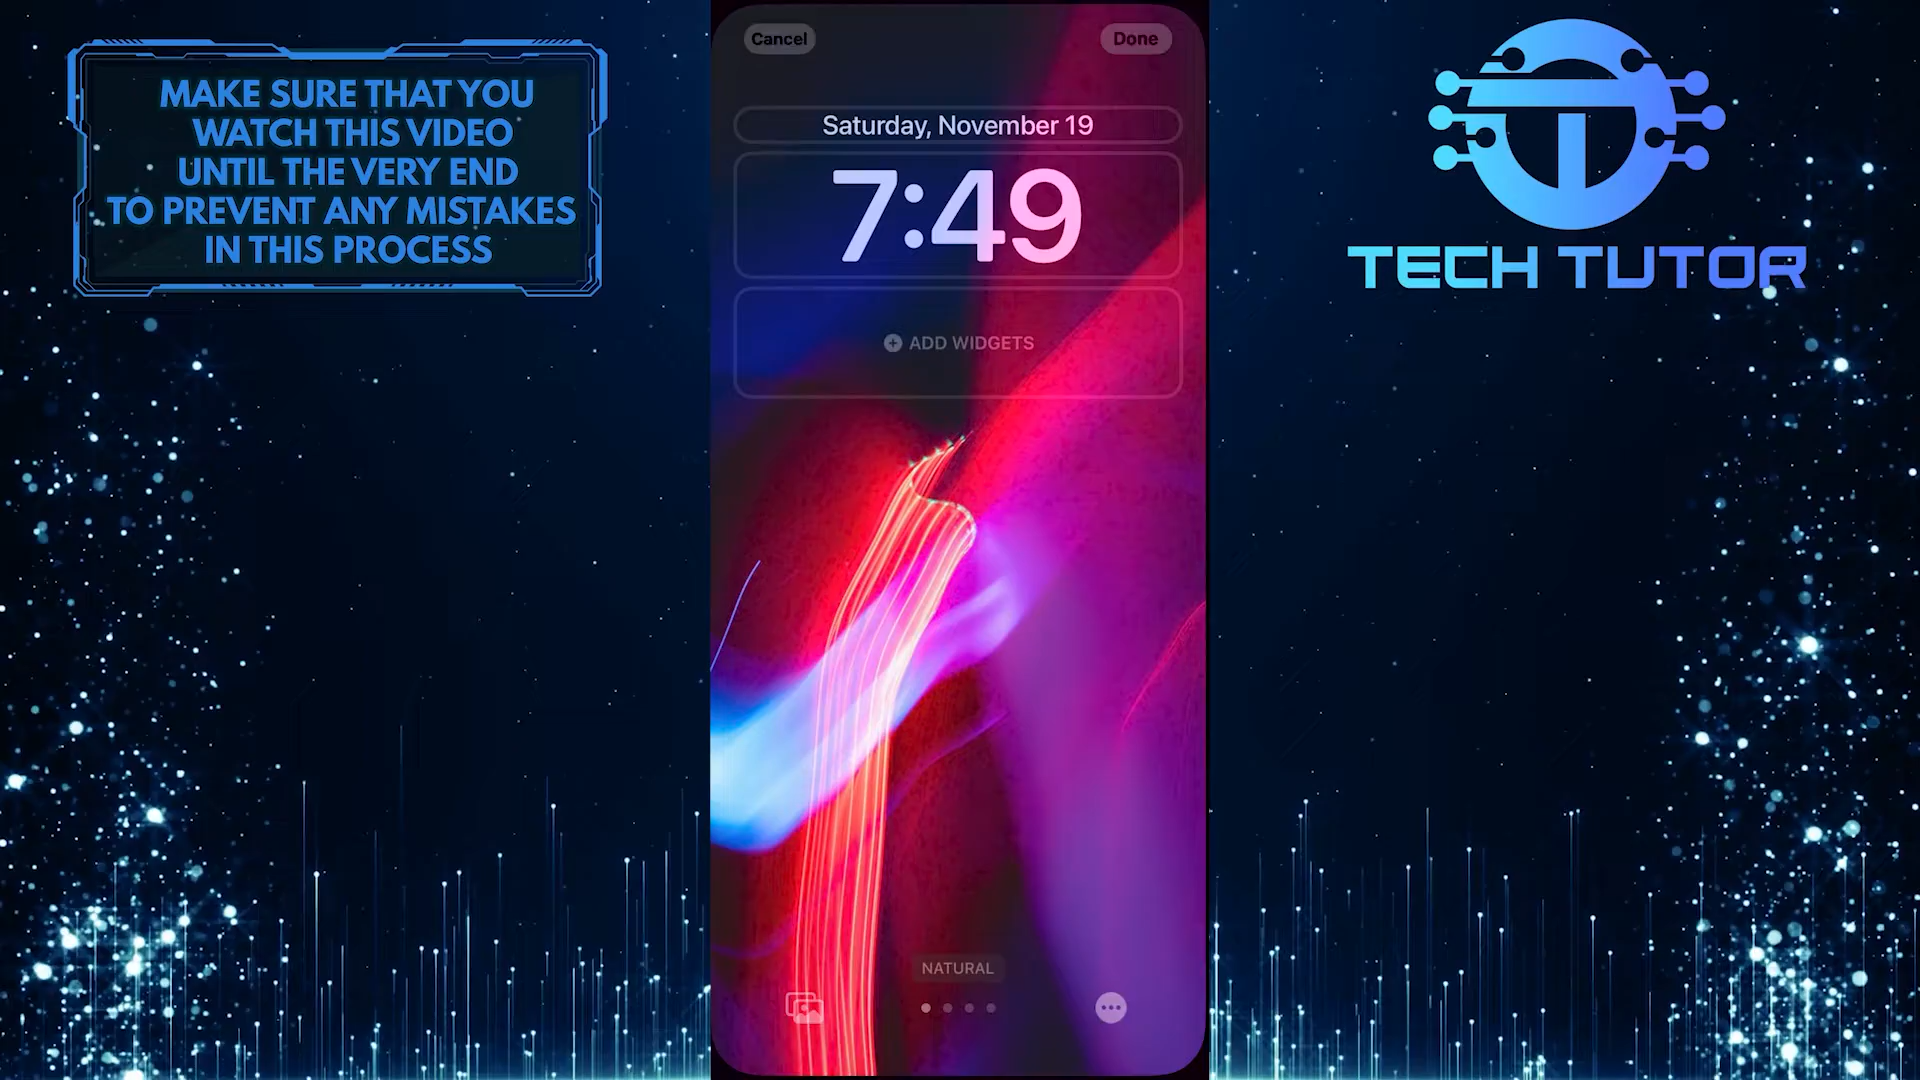 MAKE SURE THAT YOU
WATCH THIS VIDEO
UNTIL THE VERY END
TO PREVENT ANY MISTAKES
IN THIS PROCESS
Cancel
Done
Saturday, November 19
7:49
ADD WIDGETS
NATURAL
TECH TUTOR